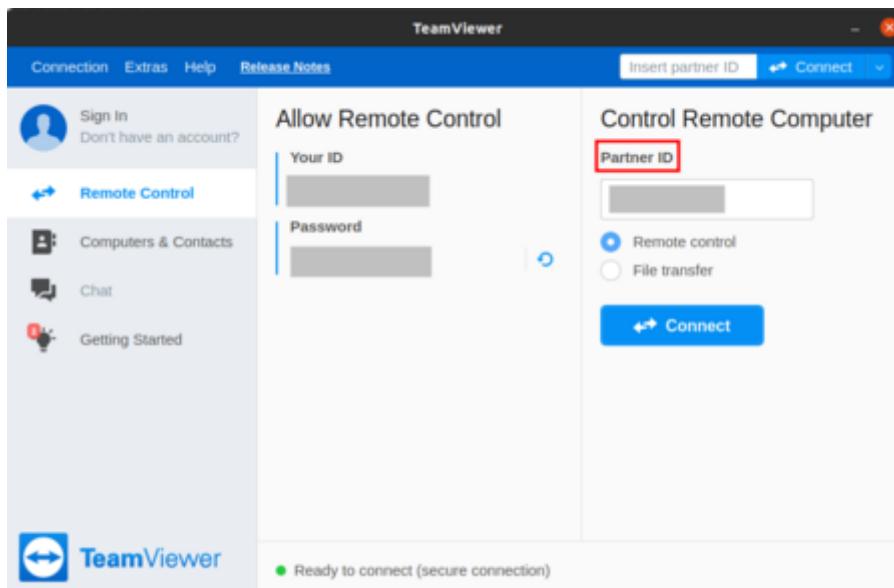 TeamViewer
Connection Extras Help Release Notes Insert partner ID Connect
Sign In
Don't have an account?
Remote Control
Computers & Contacts
Chat
Getting Started
TeamViewer
Allow Remote Control
Your ID
Password
Control Remote Computer
Partner ID
Remote control
File transfer
Connect
Ready to connect (secure connection)